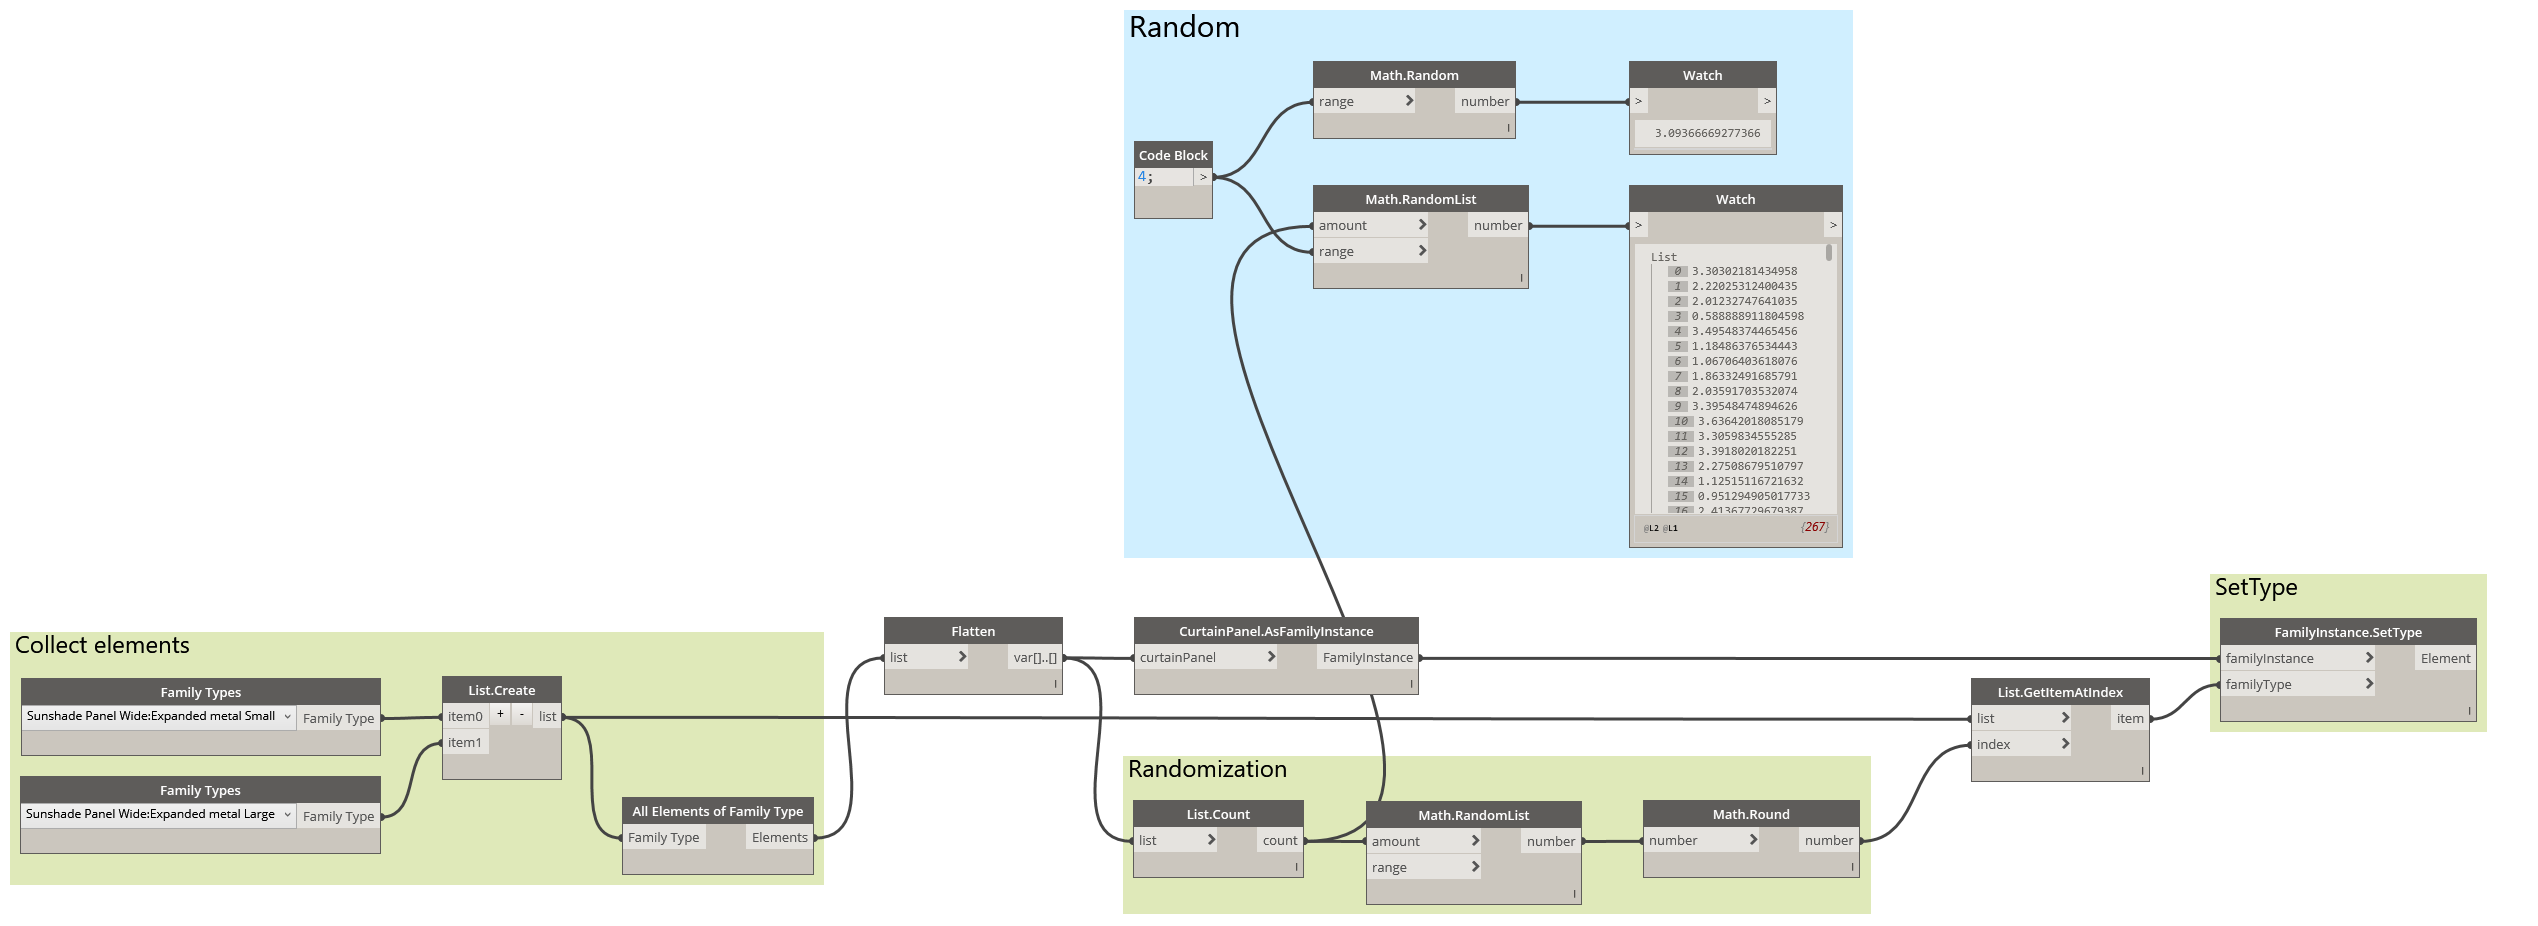 Random
Math.Random
range
number
Watch
>
>
3.09366669277366
Code Block
4;
>
Math.RandomList
amount
number
range
Watch
>
>
List
0 3.30302181434958
1 2.22025312400435
2 2.01232747641035
3 0.588888911804598
4 3.49548374465456
5 1.18486376534443
6 1.06706403618076
7 1.86332491685791
8 2.03591703532074
9 3.39548474894626
10 3.63642018085179
11 3.3059834555285
12 3.3918020182251
13 2.27508679510797
14 1.12515116721632
15 0.951294905017733
16 2.41367729679387
@L2 @L1 {267}
Collect elements
Family Types
Sunshade Panel Wide:Expanded metal Small
Family Type
Family Types
Sunshade Panel Wide:Expanded metal Large
Family Type
List.Create
item0 + - list
item1
All Elements of Family Type
Family Type
Elements
Flatten
list
var[]..[]
CurtainPanel.AsFamilyInstance
curtainPanel
FamilyInstance
Randomization
List.Count
list
count
Math.RandomList
amount
number
range
Math.Round
number
number
List.GetItemAtIndex
list
item
index
SetType
FamilyInstance.SetType
familyInstance
Element
familyType